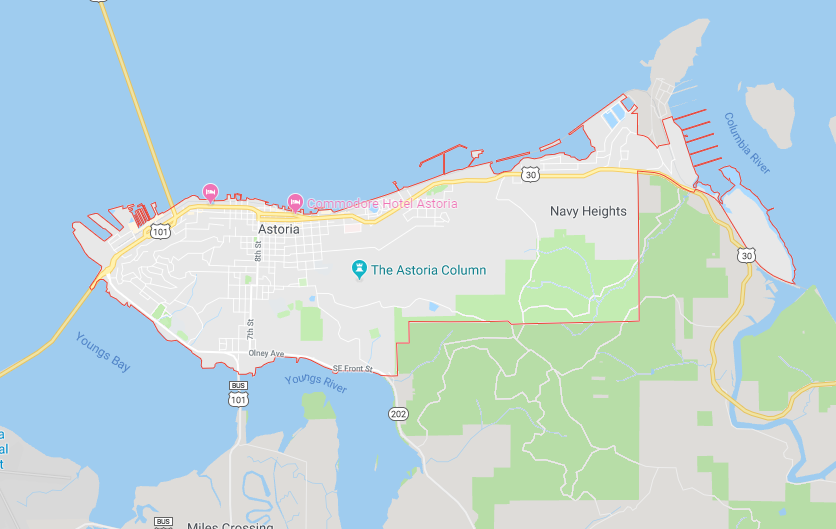 Columbia River
30
Commodore Hotel Astoria
Navy Heights
101
Astoria
8th St
30
The Astoria Column
7th St
Youngs Bay
Olney Ave
SE Front St
Youngs River
BUS
101
202
a
al
t
BUS
Miles Crossing